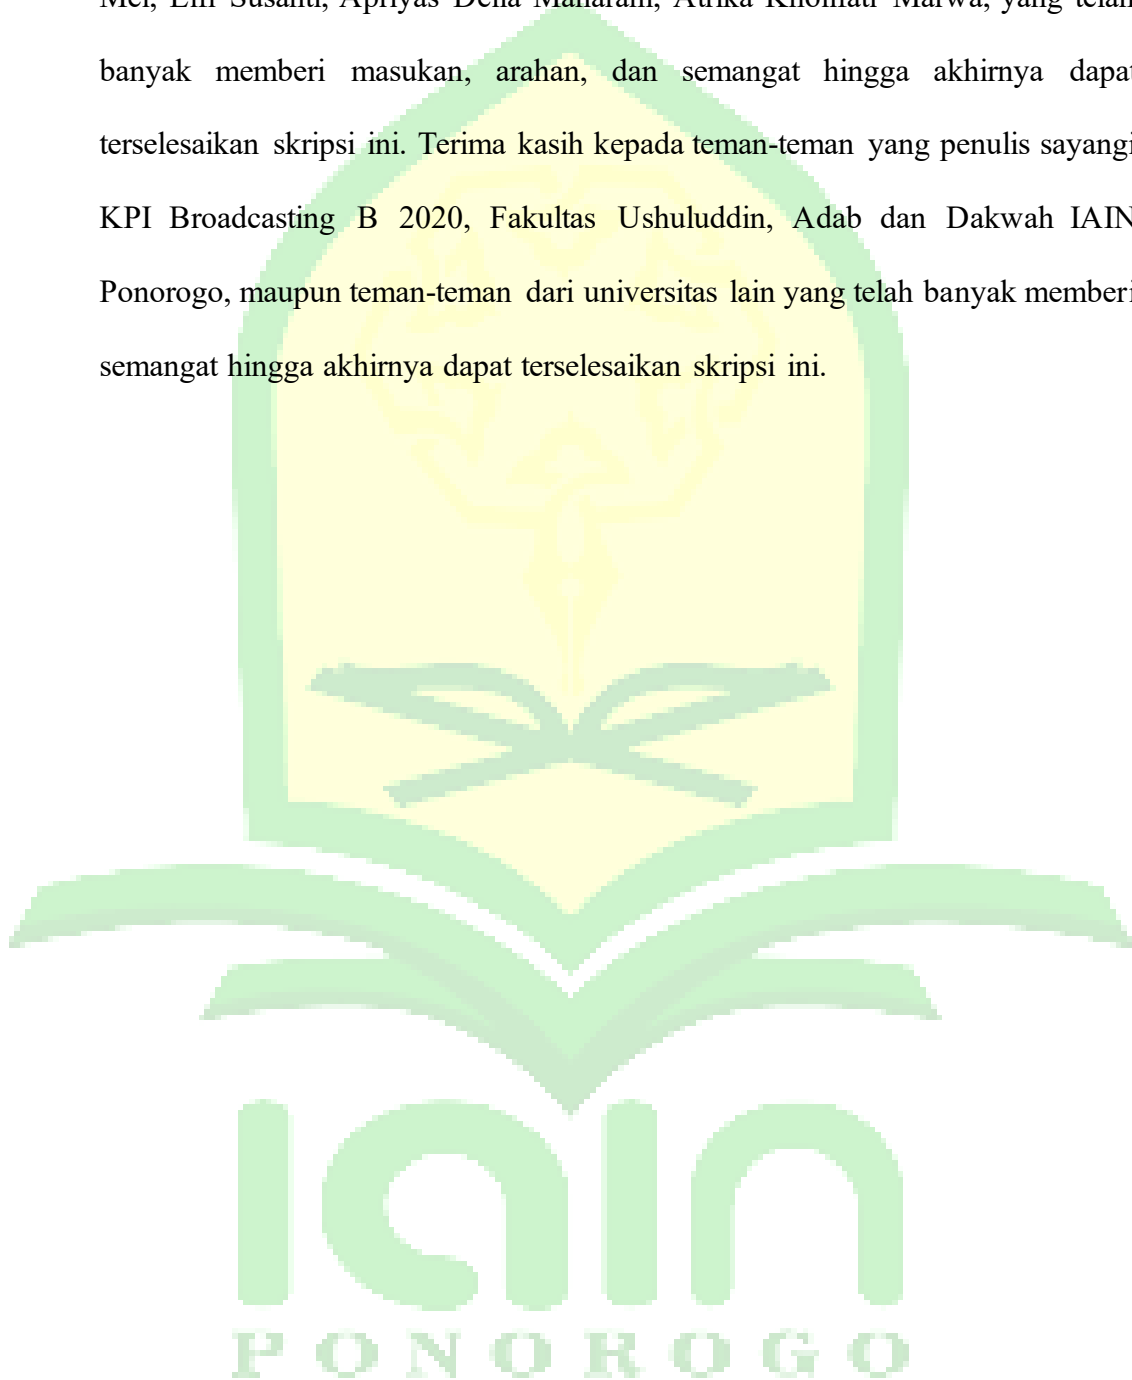 banyak memberi masukan, arahan, dan semangat hingga akhirnya dapat
terselesaikan skripsi ini. Terima kasih kepada teman-teman yang penulis sayangi
KPI Broadcasting B 2020, Fakultas Ushuluddin, Adab dan Dakwah IAIN
Ponorogo, maupun teman-teman dari universitas lain yang telah banyak memberi
semangat hingga akhirnya dapat terselesaikan skripsi ini.
iain
PONOROGO